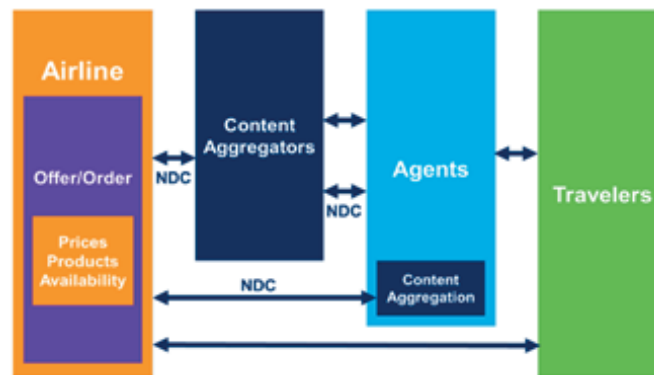 Airline
Offer/Order
Prices
Products
Availability
NDC
Content
Aggregators
NDC
NDC
Agents
Content
Aggregation
Travelers